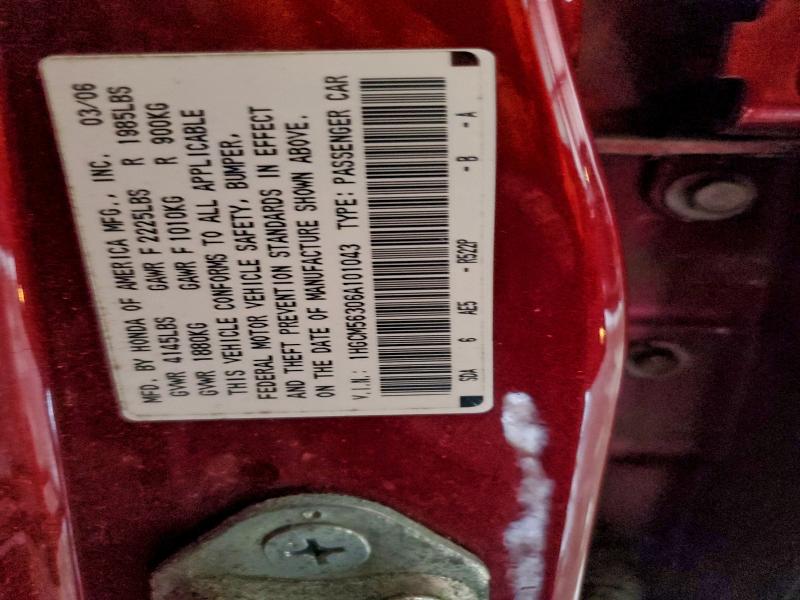 MFD. BY HONDA OF AMERICA MFG., INC. 03/06
GVWR 4145LBS GAWR F 2225LBS R 1985LBS
GVWR 1880KG GAWR F 1010KG R 900KG
THIS VEHICLE CONFORMS TO ALL APPLICABLE
FEDERAL MOTOR VEHICLE SAFETY, BUMPER,
AND THEFT PREVENTION STANDARDS IN EFFECT
ON THE DATE OF MANUFACTURE SHOWN ABOVE.
V.I.N.: 1HGCM56306A101043 TYPE: PASSENGER CAR
SDA 6 AE5 - R522P - B - A